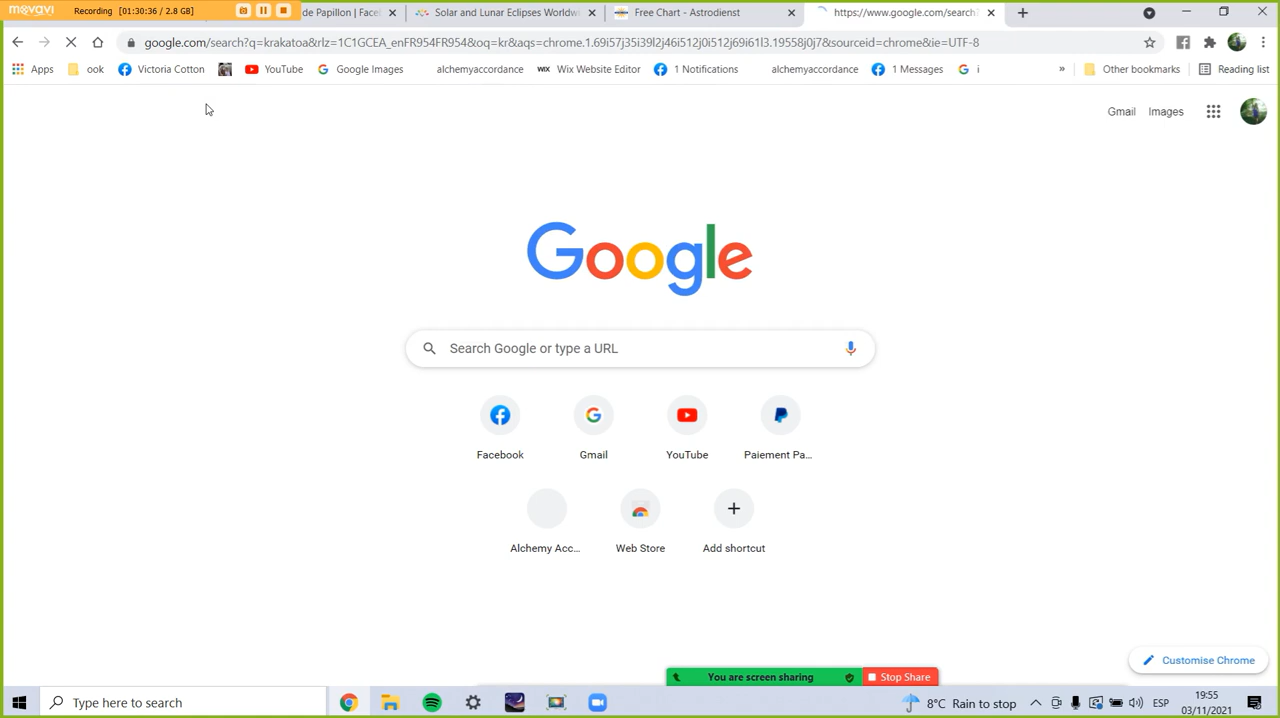 movavi Recording [01:30:36 / 2.8 GB] de Papillon | Fac Solar and Lunar Eclipses Worldwi Free Chart - Astrodienst https://www.google.com/search?
google.com/search?q=krakatoa&rlz=1C1GCEA_enFR954FR954&oq=kr&aqs=chrome.1.69i57j35i39l2j46i512j0i512j69i61l3.19558j0j7&sourceid=chrome&ie=UTF-8
Apps ook Victoria Cotton YouTube Google Images alchemyaccordance WiX Wix Website Editor 1 Notifications alchemyaccordance 1 Messages i » Other bookmarks Reading list
Gmail Images
Google
Search Google or type a URL
Facebook Gmail YouTube Paiement Pa...
Alchemy Acc... Web Store Add shortcut
Customise Chrome
You are screen sharing Stop Share
Type here to search 8°C Rain to stop ESP 19:55
03/11/2021